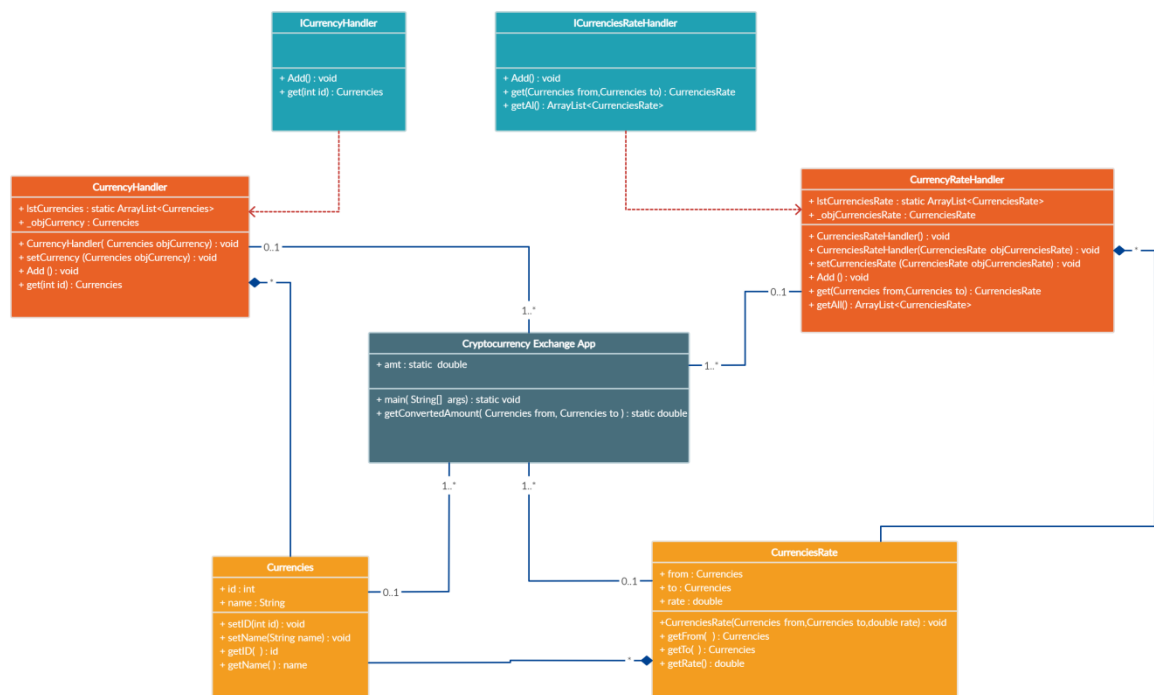 ICurrencyHandler
+ Add() : void
+ get(int id) : Currencies
ICurrenciesRateHandler
+ Add() : void
+ get(Currencies from,Currencies to) : CurrenciesRate
+ getAl() : ArrayList<CurrenciesRate>
CurrencyHandler
+ lstCurrencies : static ArrayList<Currencies>
+ _objCurrency : Currencies
+ CurrencyHandler( Currencies objCurrency) : void
+ setCurrency (Currencies objCurrency) : void
+ Add () : void
+ get(int id) : Currencies
CurrencyRateHandler
+ lstCurrenciesRate : static ArrayList<CurrenciesRate>
+ _objCurrenciesRate : CurrenciesRate
+ CurrenciesRateHandler() : void
+ CurrenciesRateHandler(CurrenciesRate objCurrenciesRate) : void
+ setCurrenciesRate (CurrenciesRate objCurrenciesRate) : void
+ Add () : void
+ get(Currencies from,Currencies to) : CurrenciesRate
+ getAll() : ArrayList<CurrenciesRate>
0..1
*
*
0..1
1..*
1..*
Cryptocurrency Exchange App
+ amt : static double
+ main( String[] args) : static void
+ getConvertedAmount( Currencies from, Currencies to ) : static double
1..*
1..*
Currencies
+ id : int
+ name : String
+ setID(int id) : void
+ setName(String name) : void
+ getID( ) : id
+ getName( ) : name
0..1
0..1
*
CurrenciesRate
+ from : Currencies
+ to : Currencies
+ rate : double
+CurrenciesRate(Currencies from,Currencies to,double rate) : void
+ getFrom( ) : Currencies
+ getTo( ) : Currencies
+ getRate() : double